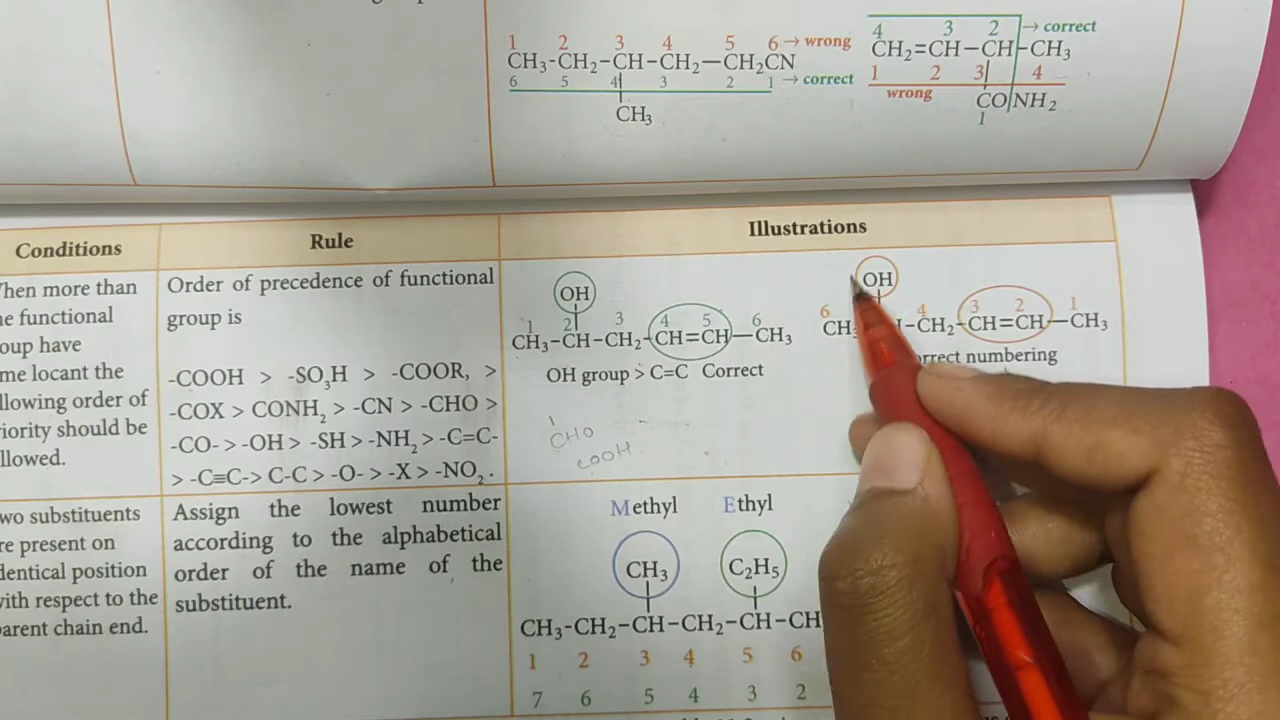 1 2 3 4 5 6 → wrong
CH3-CH2-CH-CH2—CH2CN
6 5 4 3 2 1 → correct
CH3
4 3 2 → correct
CH2=CH-CH-CH3
1 2 3 4
wrong
CO NH2
1
Conditions
Rule
Illustrations
hen more than
e functional
oup have
me locant the
llowing order of
iority should be
llowed.
Order of precedence of functional
group is
-COOH > -SO3H > -COOR, >
-COX > CONH2 > -CN > -CHO >
-CO- > -OH > -SH > -NH2 > -C=C-
> -C≡C-> C-C > -O- > -X > -NO2.
OH
1 2 3 4 5 6
CH3-CH-CH2-CH=CH—CH3
OH group > C=C Correct
1
CHO
COOH
OH
6 4 3 2 1
CH -CH2-CH=CH—CH3
rrect numbering
wo substituents
re present on
dentical position
with respect to the
arent chain end.
Assign the lowest number
according to the alphabetical
order of the name of the
substituent.
Methyl Ethyl
CH3 C2H5
CH3-CH2-CH-CH2-CH-CH
1 2 3 4 5 6
7 6 5 4 3 2